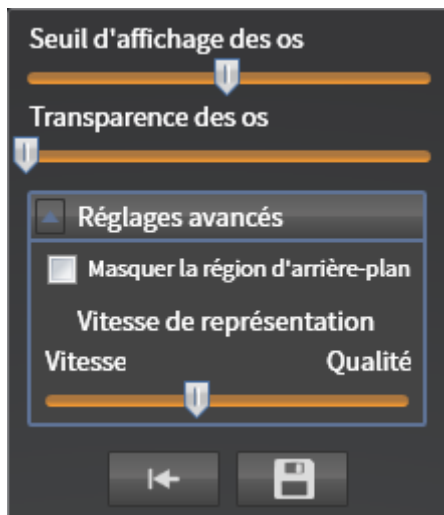 Seuil d'affichage des os
Transparence des os
Réglages avancés
Masquer la région d'arrière-plan
Vitesse de représentation
Vitesse Qualité